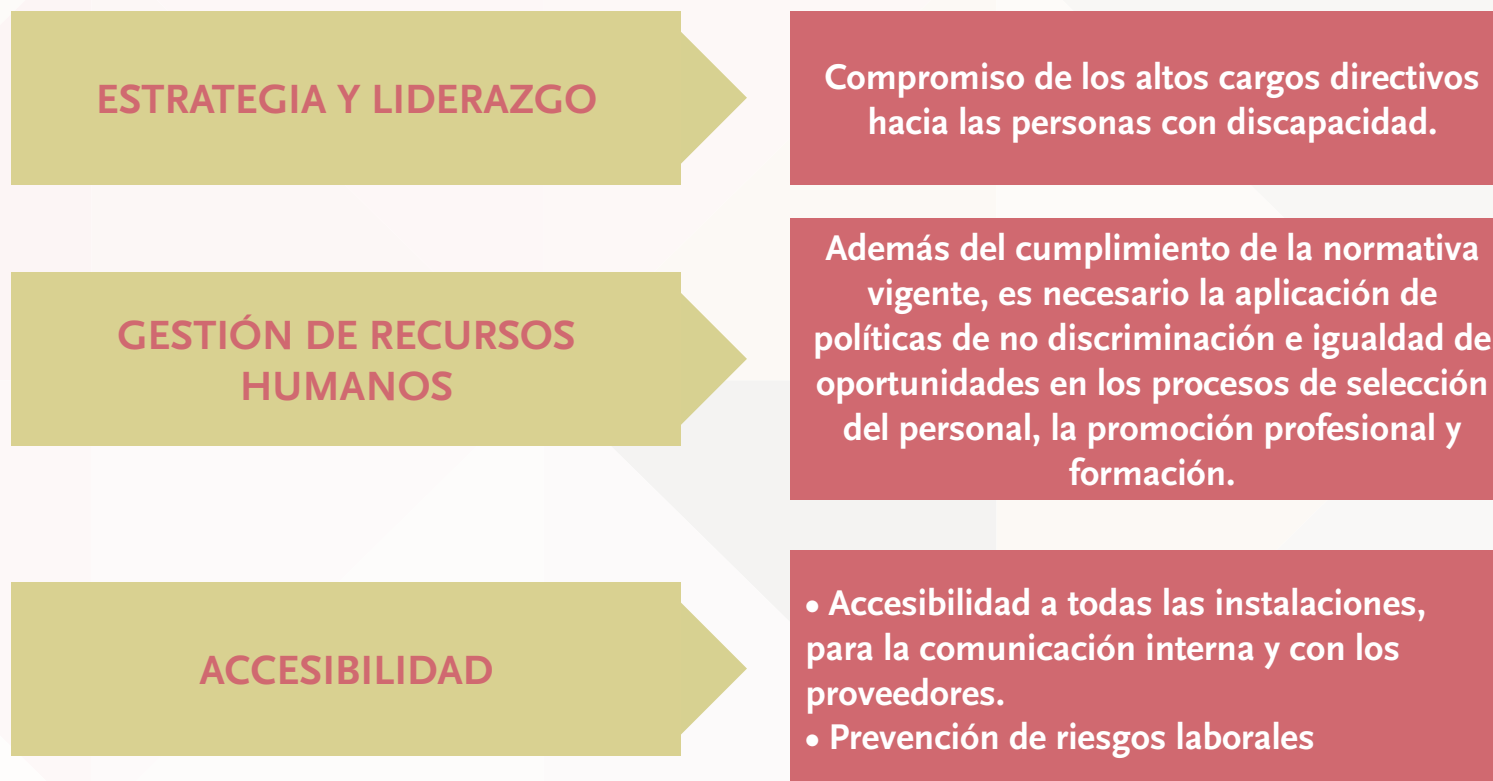 ESTRATEGIA Y LIDERAZGO
Compromiso de los altos cargos directivos
hacia las personas con discapacidad.
GESTIÓN DE RECURSOS
HUMANOS
Además del cumplimiento de la normativa
vigente, es necesario la aplicación de
políticas de no discriminación e igualdad de
oportunidades en los procesos de selección
del personal, la promoción profesional y
formación.
ACCESIBILIDAD
• Accesibilidad a todas las instalaciones,
para la comunicación interna y con los
proveedores.
• Prevención de riesgos laborales